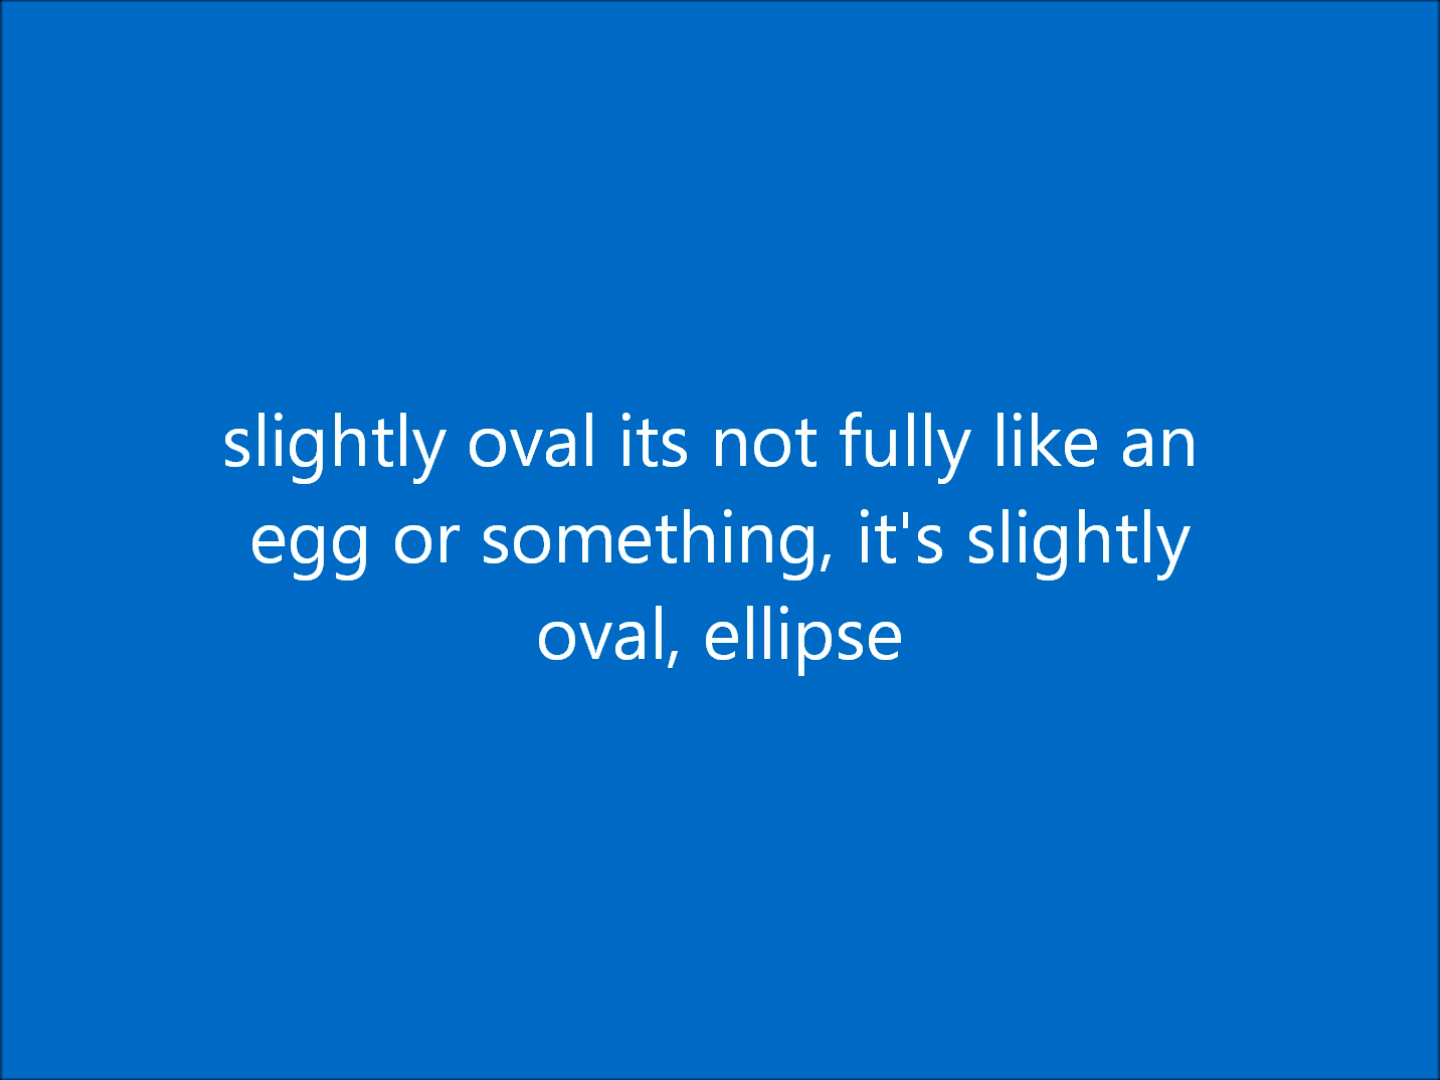 slightly oval its not fully like an
egg or something, it's slightly
oval, ellipse